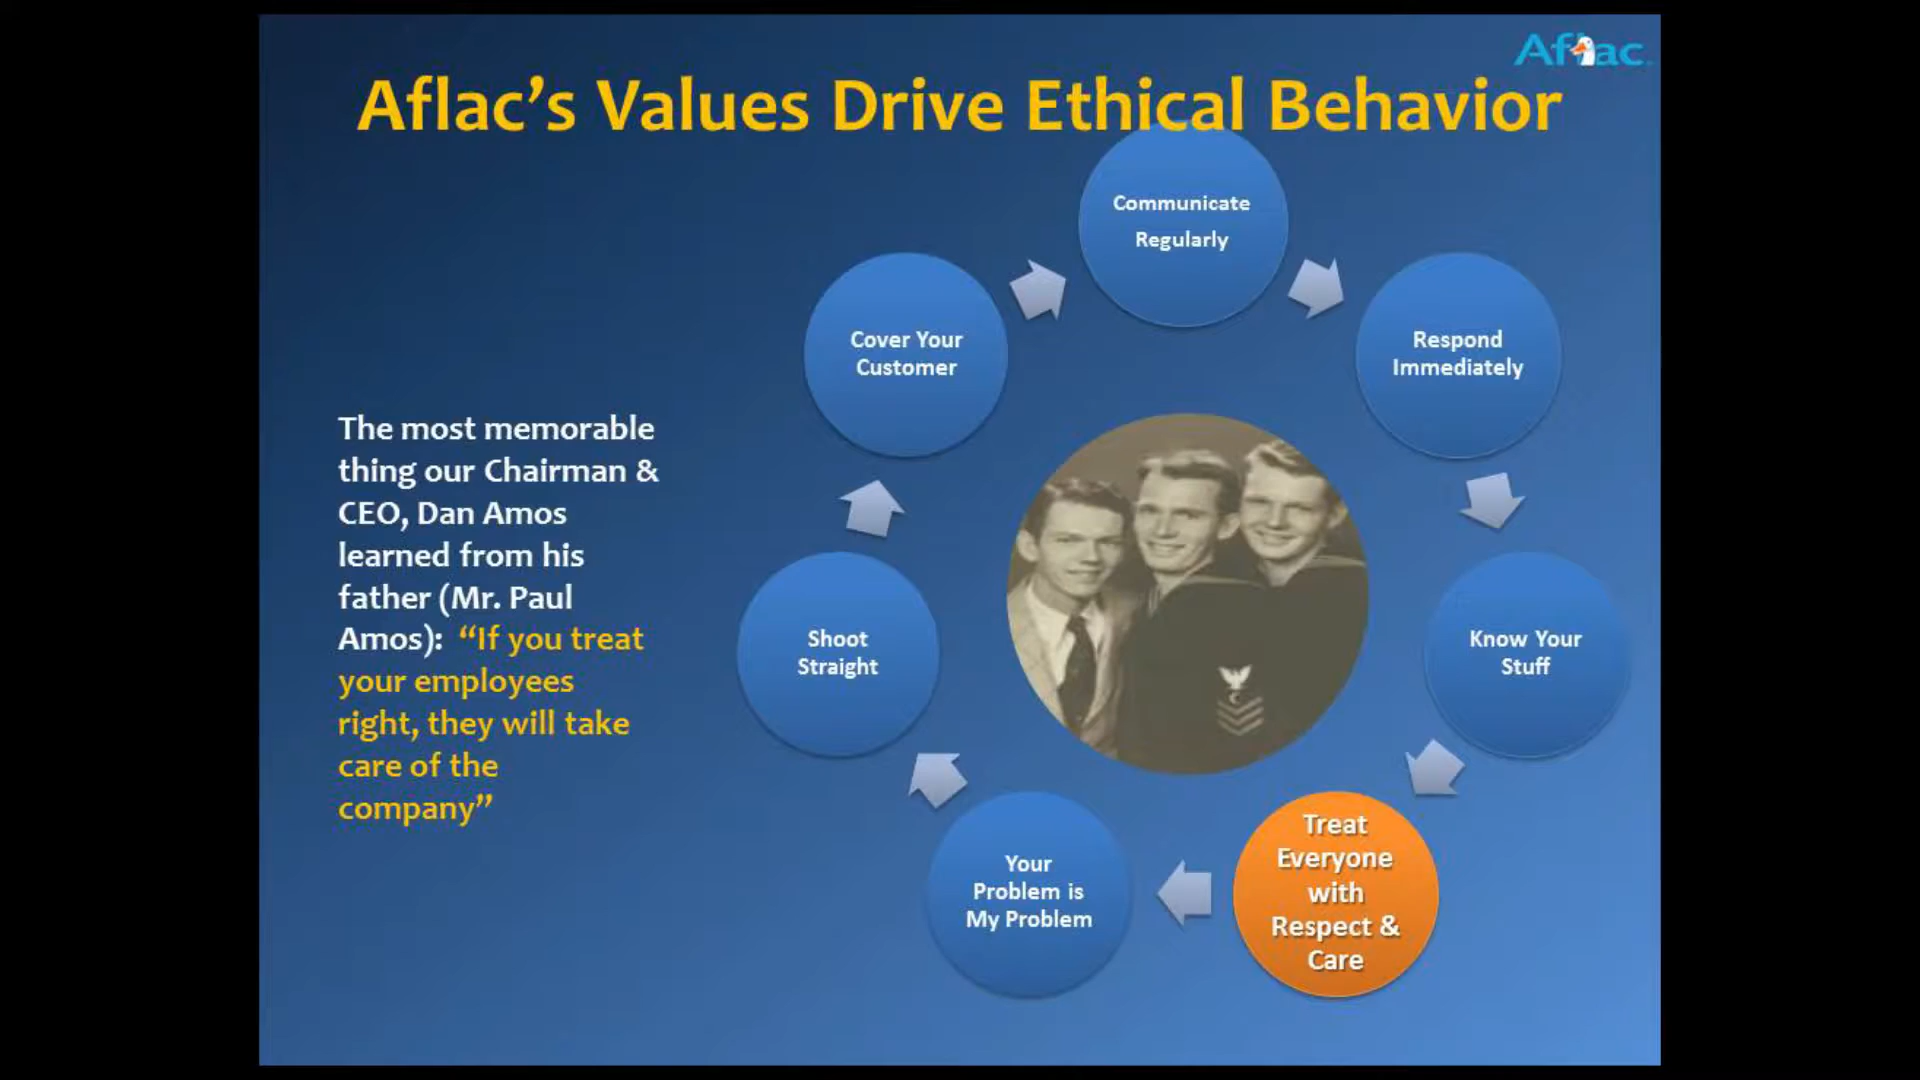 Aflac
Aflac’s Values Drive Ethical Behavior
Communicate
Regularly
Respond
Immediately
Know Your
Stuff
Treat
Everyone
with
Respect &
Care
Your
Problem is
My Problem
Shoot
Straight
Cover Your
Customer
The most memorable
thing our Chairman &
CEO, Dan Amos
learned from his
father (Mr. Paul
Amos): “If you treat
your employees
right, they will take
care of the
company”